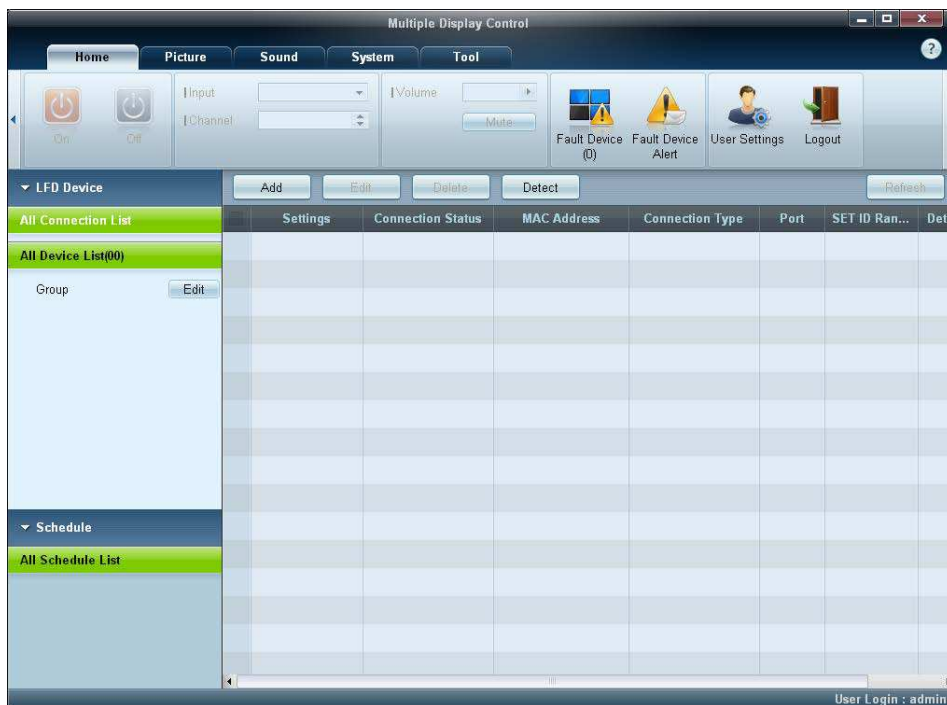 Multiple Display Control
Home Picture Sound System Tool
?
Input
Volume
Channel
Mute
On Off
Fault Device (0)
Fault Device Alert
User Settings
Logout
LFD Device
Add Edit Delete Detect Refresh
All Connection List
Settings Connection Status MAC Address Connection Type Port SET ID Ran... Det
All Device List(00)
Group Edit
Schedule
All Schedule List
User Login : admin